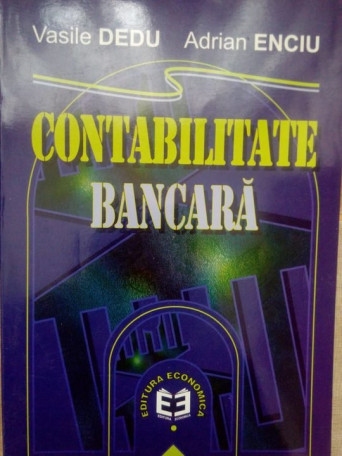 Vasile DEDU Adrian ENCIU
CONTABILITATE
BANCARĂ
EDITURA ECONOMICA